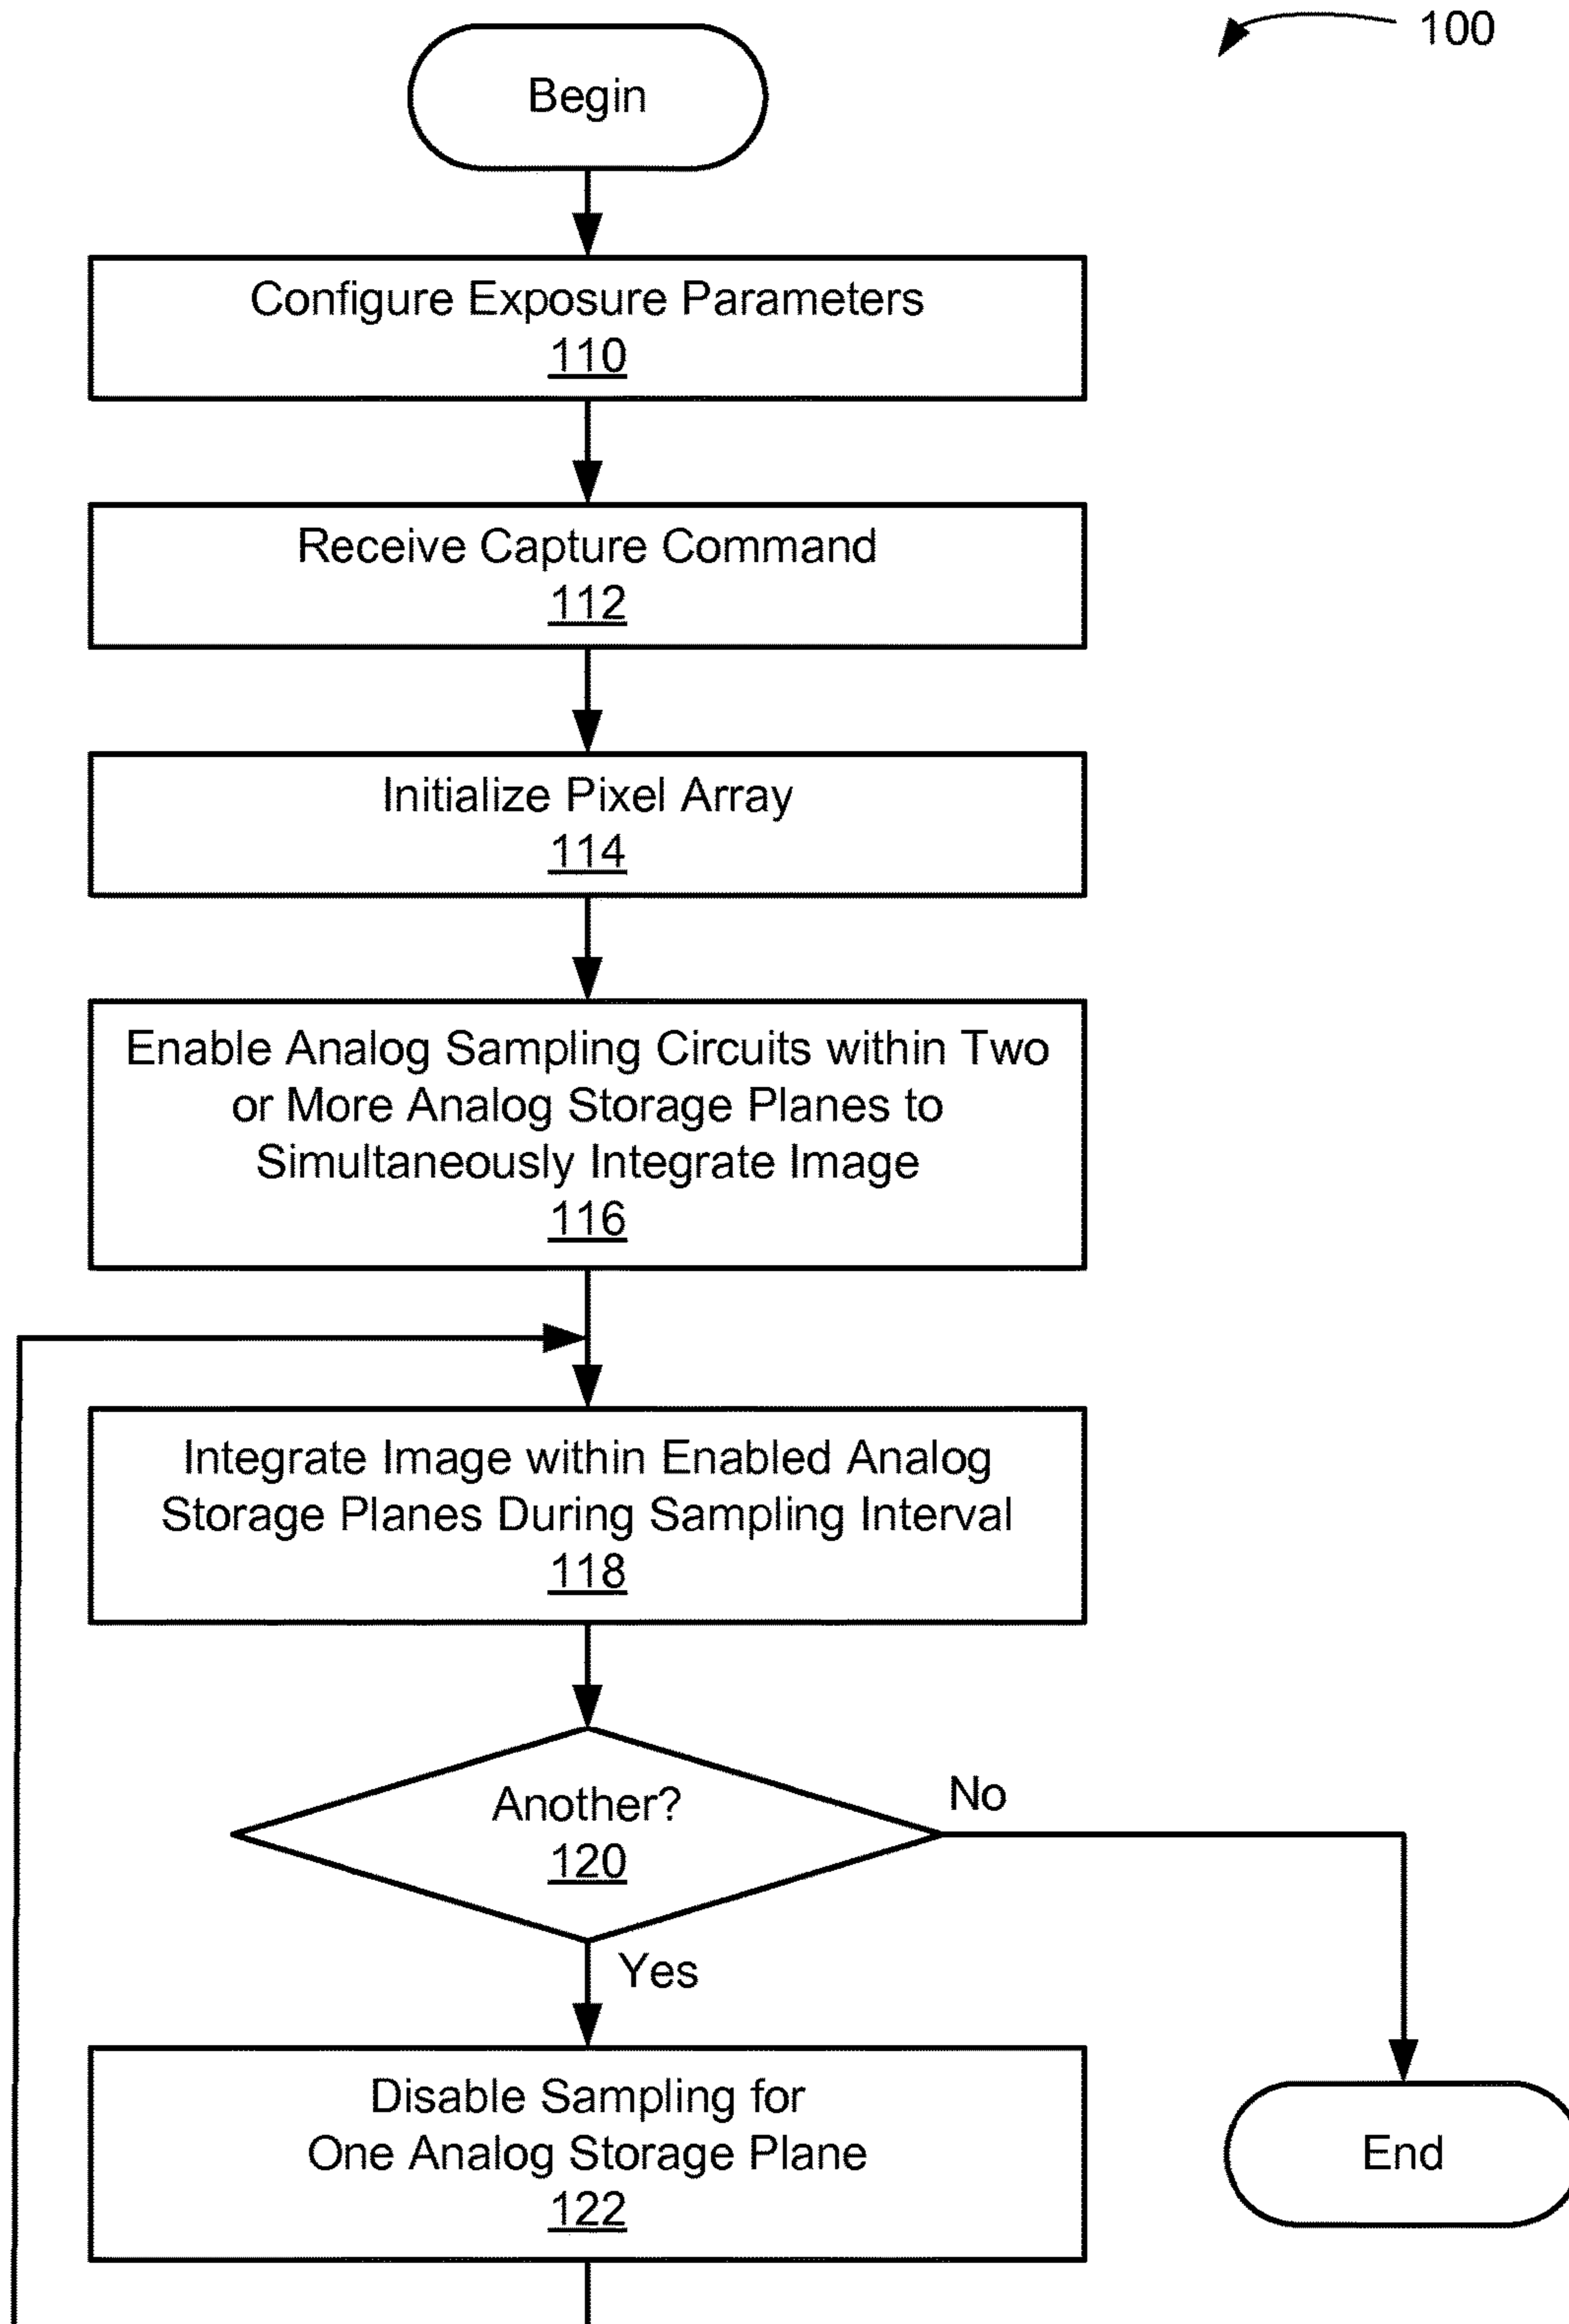 100
Begin
Configure Exposure Parameters
110
Receive Capture Command
112
Initialize Pixel Array
114
Enable Analog Sampling Circuits within Two
or More Analog Storage Planes to
Simultaneously Integrate Image
116
Integrate Image within Enabled Analog
Storage Planes During Sampling Interval
118
Another?
120
No
Yes
Disable Sampling for
One Analog Storage Plane
122
End